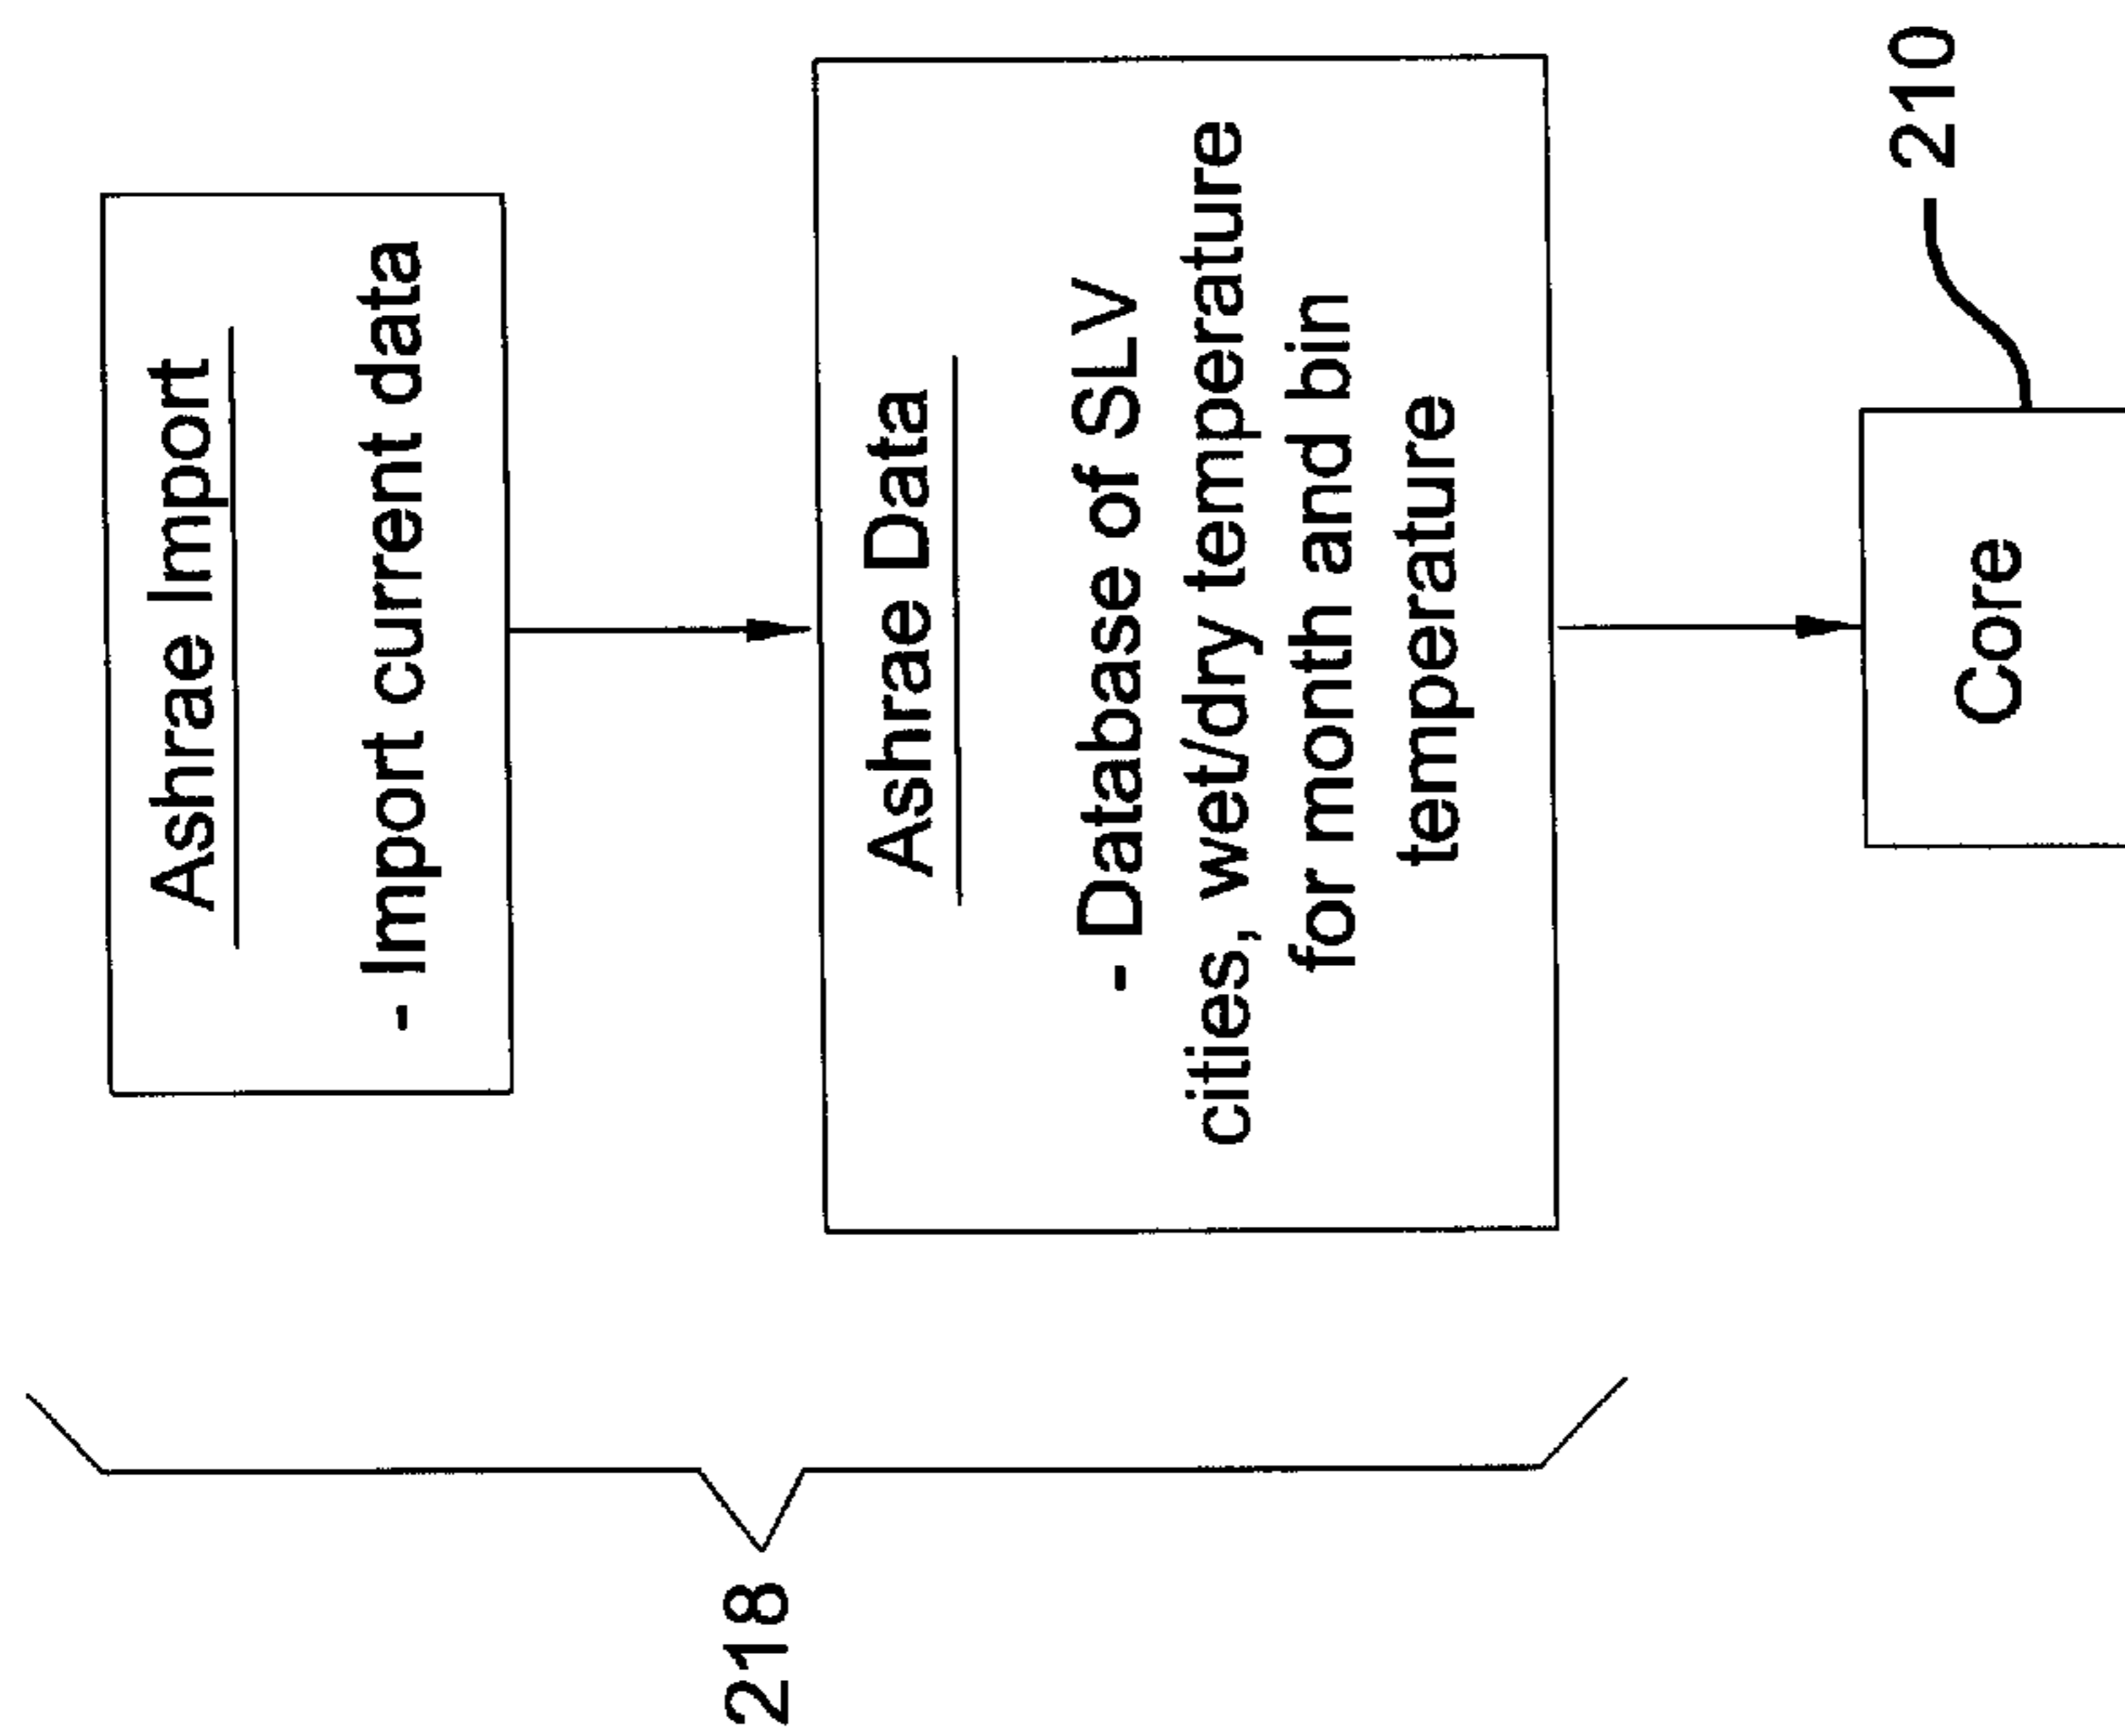 Ashrae Import
- Import current data
Ashrae Data
- Database of SLV
cities, wet/dry temperature
for month and bin
temperature
Core
210
218